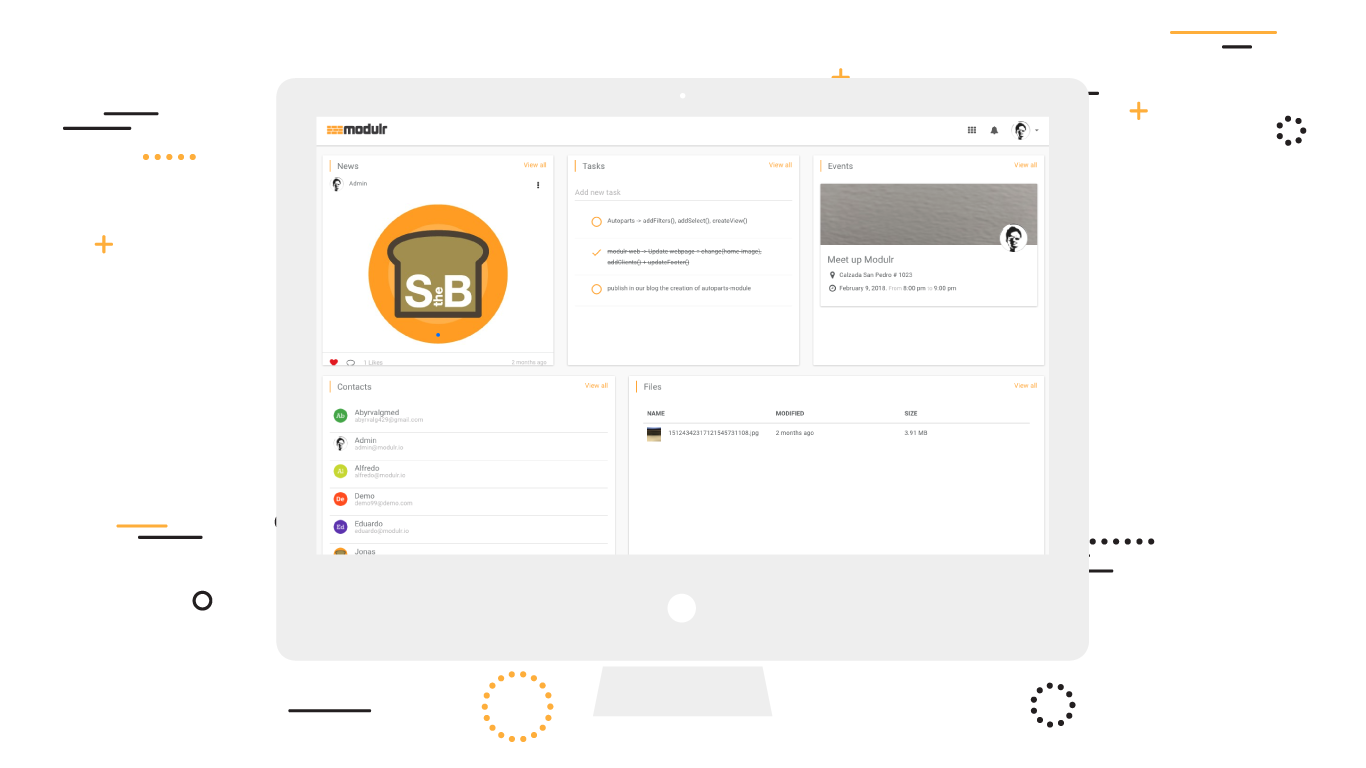 modulr
News
View all
Admin
S the B
1 Likes
2 months ago
Tasks
View all
Add new task
Autoparts -> addFilters(), addSelect(), createView()
modulr-web -> Update webpage = change(home-image),
addClients() + updateFooter()
publish in our blog the creation of autoparts-module
Events
View all
Meet up Modulr
Calzada San Pedro # 1023
February 9, 2018. From 8:00 pm to 9:00 pm
Contacts
View all
Ab
Abyrvalgmed
abyrvalg429@gmail.com
Admin
admin@modulr.io
Al
Alfredo
alfredo@modulr.io
De
Demo
demo99@demo.com
Ed
Eduardo
eduardo@modulr.io
Jonas
Files
View all
NAME MODIFIED SIZE
15124342317121545731108.jpg 2 months ago 3.91 MB